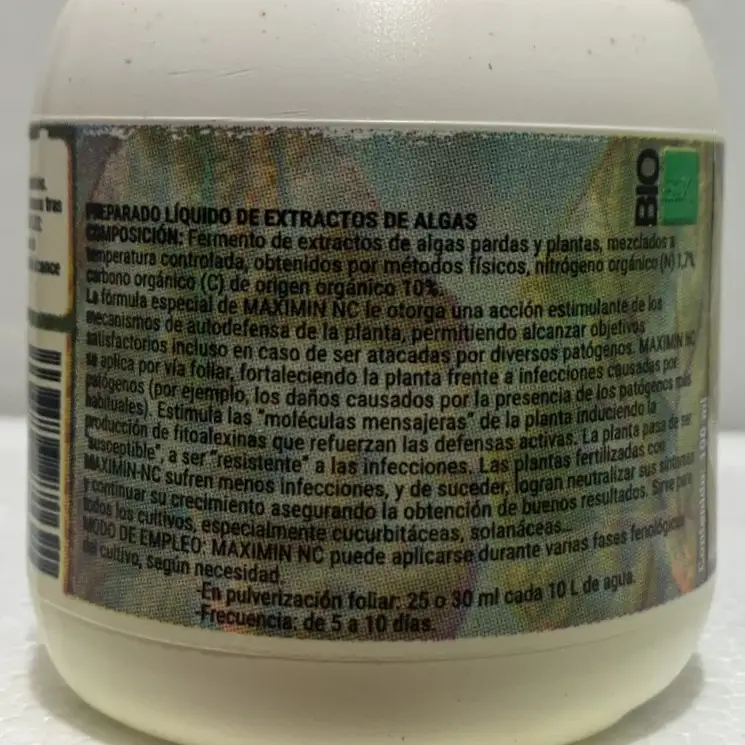 BIO
PREPARADO LÍQUIDO DE EXTRACTOS DE ALGAS
COMPOSICIÓN: Fermento de extractos de algas pardas y plantas, mezclados a
temperatura controlada, obtenidos por métodos físicos, nitrógeno orgánico (N) 1,7%
carbono orgánico (C) de origen orgánico 10%.
La fórmula especial de MAXIMIN NC le otorga una acción estimulante de los
mecanismos de autodefensa de la planta, permitiendo alcanzar objetivos
satisfactorios incluso en caso de ser atacadas por diversos patógenos. MAXIMIN NC
se aplica por vía foliar, fortaleciendo la planta frente a infecciones causadas por
patógenos (por ejemplo, los daños causados por la presencia de los patógenos más
habituales). Estimula las "moléculas mensajeras" de la planta induciendo la
producción de fitoalexinas que refuerzan las defensas activas. La planta pasa de ser
"susceptible", a ser "resistente" a las infecciones. Las plantas fertilizadas con
MAXIMIN-NC sufren menos infecciones, y de suceder, logran neutralizar sus síntomas
y continuar su crecimiento asegurando la obtención de buenos resultados. Sirve para
todos los cultivos, especialmente cucurbitáceas, solanáceas...
MODO DE EMPLEO: MAXIMIN NC puede aplicarse durante varias fases fenológicas
del cultivo, según necesidad.
-En pulverización foliar: 25 o 30 ml cada 10 L de agua.
-Frecuencia: de 5 a 10 días.
tras
Contenido: